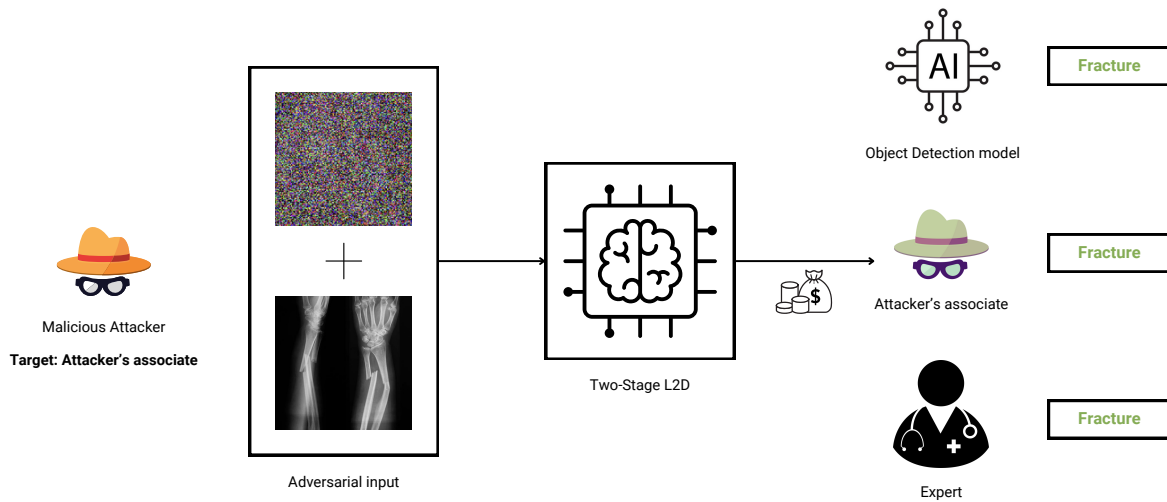 AI
Fracture
Object Detection model
Malicious Attacker
Target: Attacker's associate
Adversarial input
Two-Stage L2D
$
Attacker's associate
Fracture
Expert
Fracture